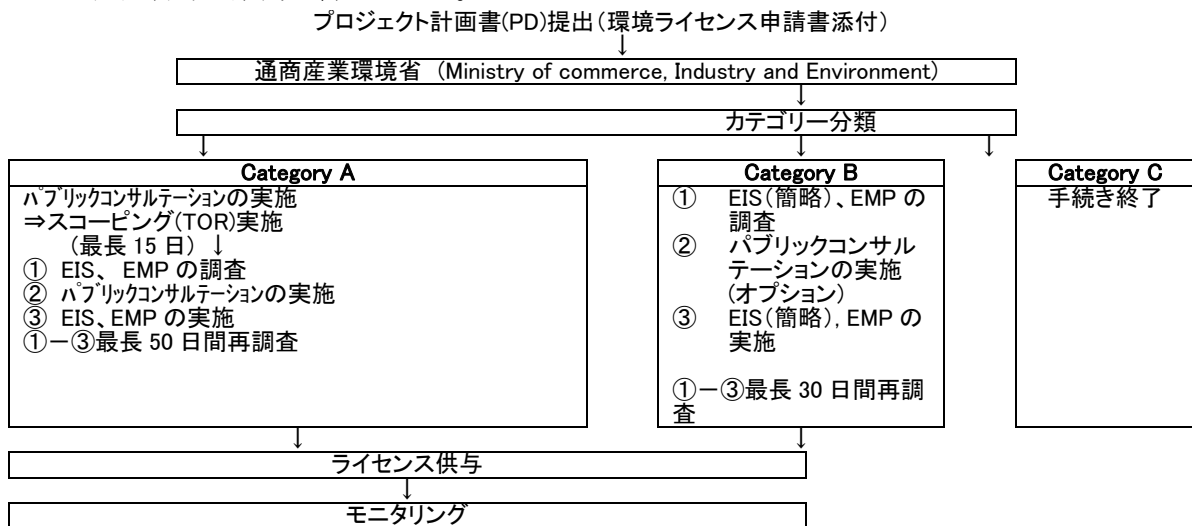 プロジェクト計画書(PD)提出(環境ライセンス申請書添付)
↓
通商産業環境省 (Ministry of commerce, Industry and Environment)
↓
カテゴリー分類
↓ ↓ ↓
Category A
パブリックコンサルテーションの実施
⇒スコーピング(TOR)実施
(最長 15 日) ↓
① EIS、 EMP の調査
② パブリックコンサルテーションの実施
③ EIS、EMP の実施
①-③最長 50 日間再調査
Category B
① EIS(簡略)、EMP の
調査
② パブリックコンサル
テーションの実施
(オプション)
③ EIS(簡略), EMP の
実施
①-③最長 30 日間再調
査
Category C
手続き終了
↓ ↓
ライセンス供与
↓
モニタリング